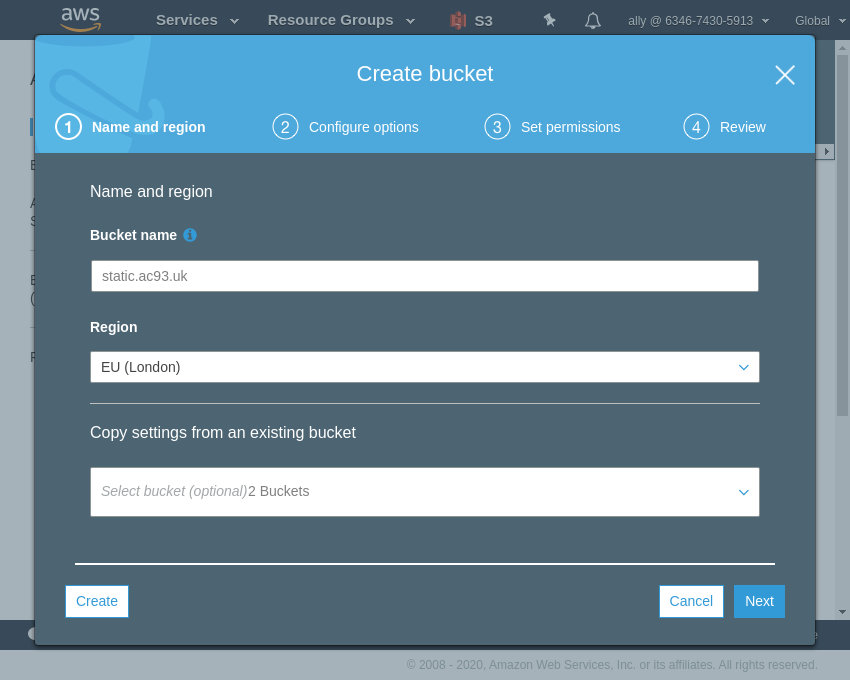 aws Services Resource Groups S3 ally @ 6346-7430-5913 Global
Create bucket
1 Name and region 2 Configure options 3 Set permissions 4 Review
Name and region
Bucket name
static.ac93.uk
Region
EU (London)
Copy settings from an existing bucket
Select bucket (optional)2 Buckets
Create Cancel Next
© 2008 - 2020, Amazon Web Services, Inc. or its affiliates. All rights reserved.